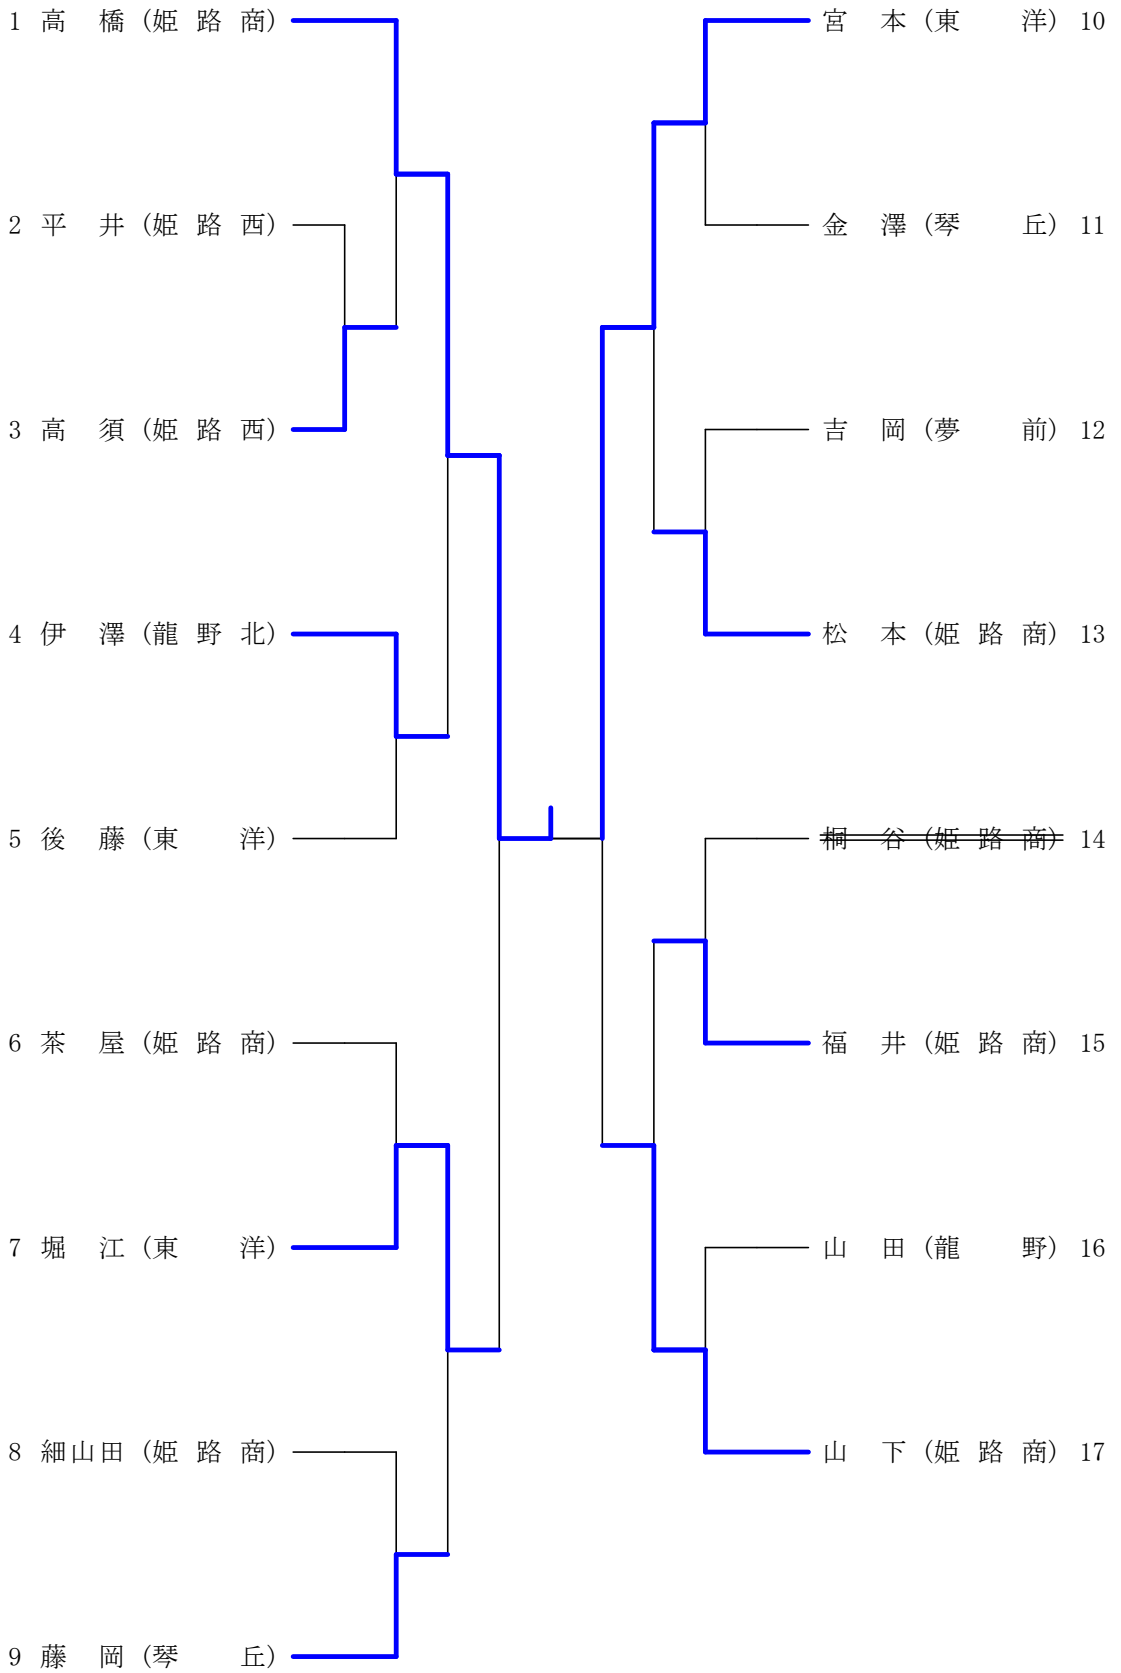 1 高橋 (姫路商)
2 平井 (姫路西)
3 高須 (姫路西)
4 伊澤 (龍野北)
5 後藤 (東洋)
6 茶屋 (姫路商)
7 堀江 (東洋)
8 細山田 (姫路商)
9 藤岡 (琴丘)
宮本 (東洋) 10
金澤 (琴丘) 11
吉岡 (夢前) 12
松本 (姫路商) 13
桐谷 (姫路商) 14
福井 (姫路商) 15
山田 (龍野) 16
山下 (姫路商) 17